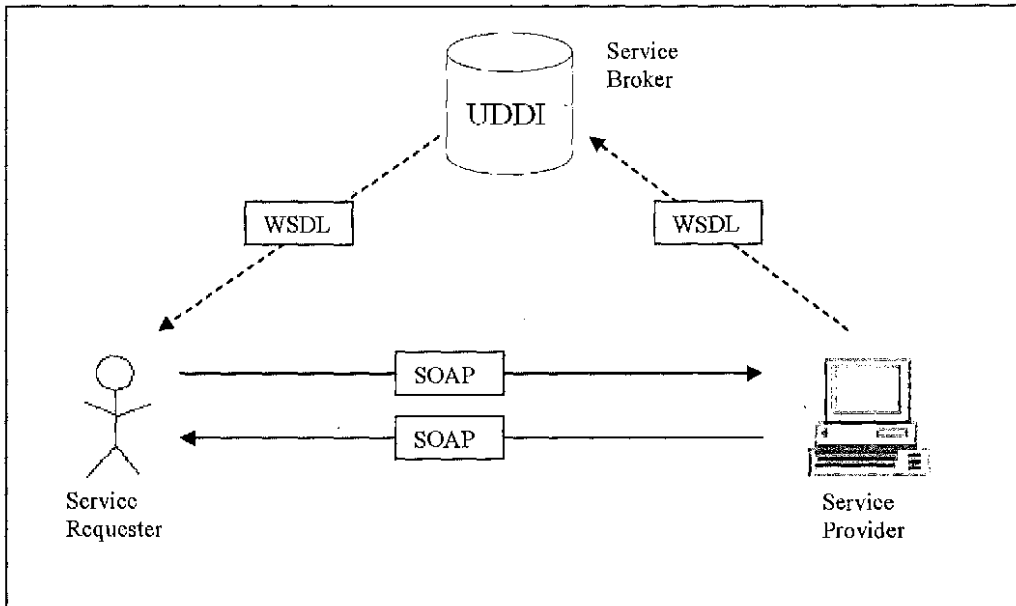 Service
Broker
UDDI
WSDL
WSDL
SOAP
SOAP
Service
Requester
Service
Provider